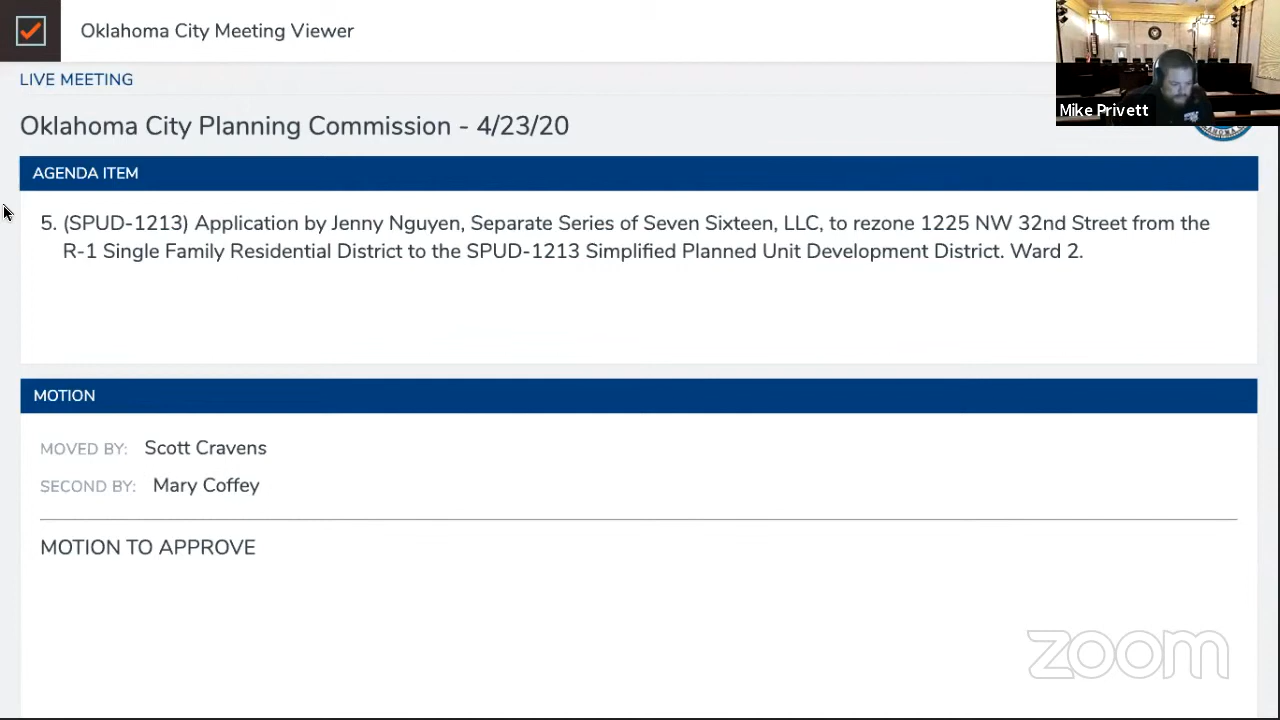 Oklahoma City Meeting Viewer
LIVE MEETING
Mike Privett
Oklahoma City Planning Commission - 4/23/20
AGENDA ITEM
5. (SPUD-1213) Application by Jenny Nguyen, Separate Series of Seven Sixteen, LLC, to rezone 1225 NW 32nd Street from the
R-1 Single Family Residential District to the SPUD-1213 Simplified Planned Unit Development District. Ward 2.
MOTION
MOVED BY: Scott Cravens
SECOND BY: Mary Coffey
MOTION TO APPROVE
zoom